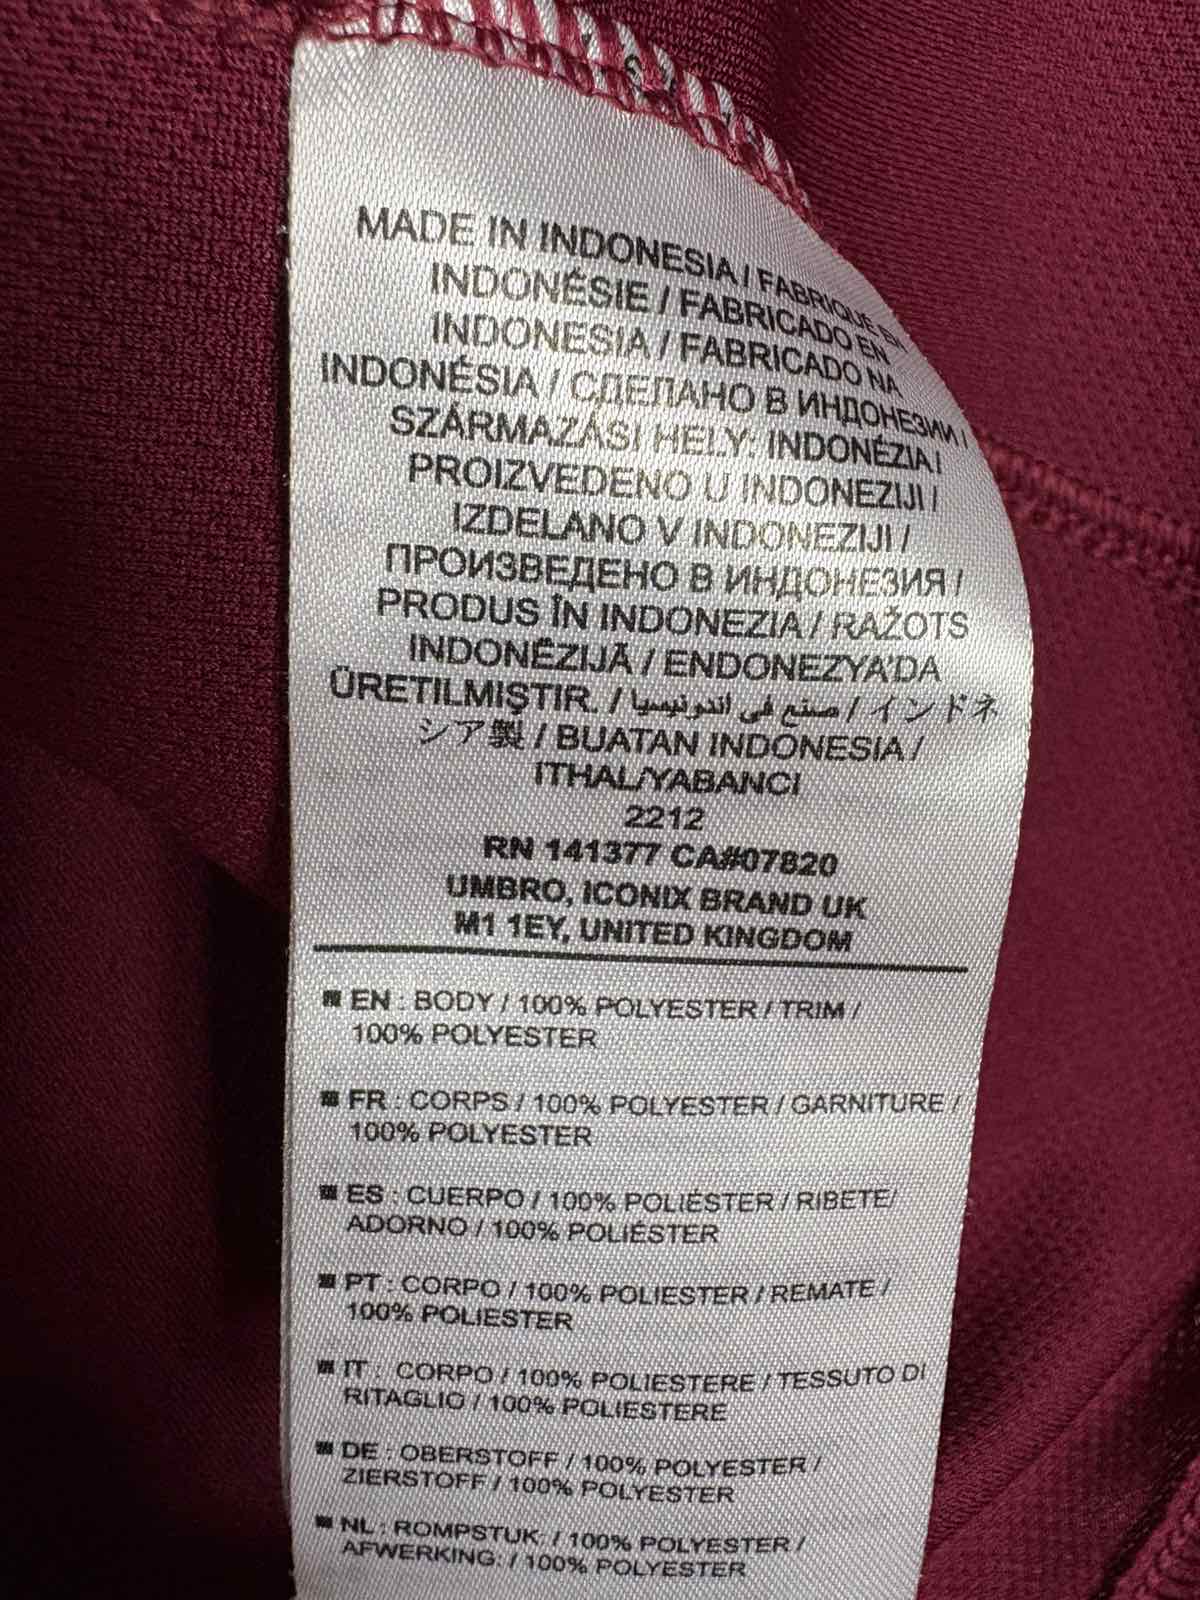 MADE IN INDONESIA / FABRIQUE EN
INDONÉSIE / FABRICADO EN
INDONESIA / FABRICADO NA
INDONÉSIA / СДЕЛАНО В ИНДОНЕЗИИ /
SZÁRMAZÁSI HELY: INDONÉZIA /
PROIZVEDENO U INDONEZIJI /
IZDELANO V INDONEZIJI /
ПРОИЗВЕДЕНО В ИНДОНЕЗИЯ /
PRODUS ÎN INDONEZIA / RAŽOTS
INDONĒZIJĀ / ENDONEZYA'DA
ÜRETILMIŞTIR. / صنع في اندونيسيا / インドネ
シア製 / BUATAN INDONESIA /
ITHAL/YABANCI
2212
RN 141377 CA#07820
UMBRO, ICONIX BRAND UK
M1 1EY, UNITED KINGDOM
■ EN : BODY / 100% POLYESTER / TRIM /
100% POLYESTER
■ FR : CORPS / 100% POLYESTER / GARNITURE /
100% POLYESTER
■ ES : CUERPO / 100% POLIÉSTER / RIBETE/
ADORNO / 100% POLIÉSTER
■ PT : CORPO / 100% POLIESTER / REMATE /
100% POLIESTER
■ IT : CORPO / 100% POLIESTERE / TESSUTO DI
RITAGLIO / 100% POLIESTERE
■ DE : OBERSTOFF / 100% POLYESTER /
ZIERSTOFF / 100% POLYESTER
■ NL : ROMPSTUK: / 100% POLYESTER /
AFWERKING: / 100% POLYESTER